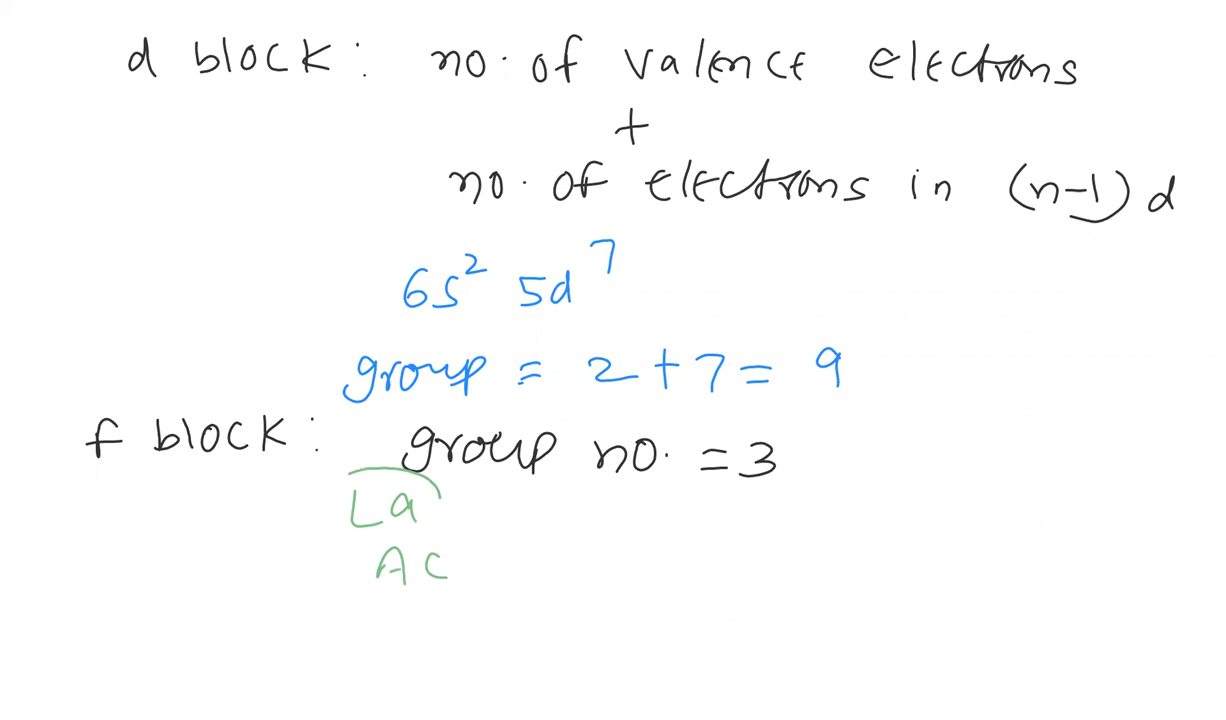 d block: no. of valence electrons
+
no. of electrons in (n-1) d
6s² 5d⁷
group = 2 + 7 = 9
f block: group no. = 3
La
Ac